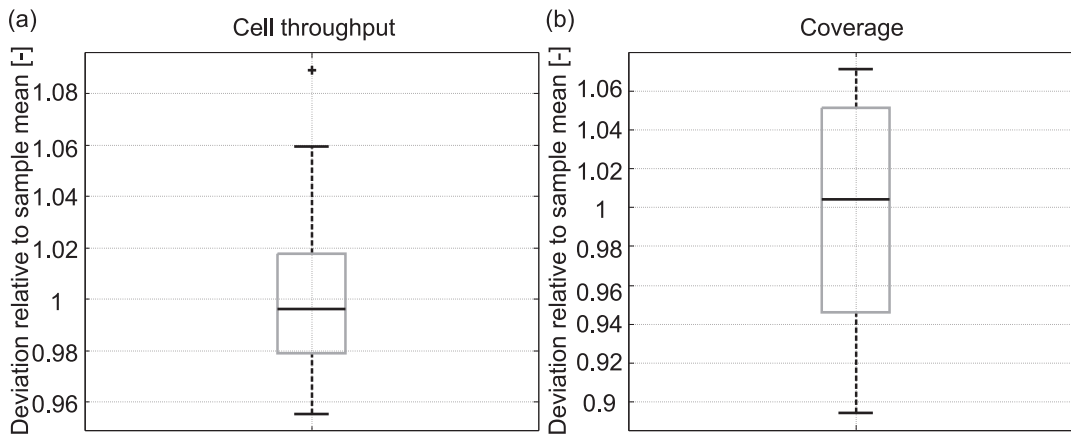 (a)
Cell throughput
Deviation relative to sample mean [-]
1.08
1.06
1.04
1.02
1
0.98
0.96
(b)
Coverage
Deviation relative to sample mean [-]
1.06
1.04
1.02
1
0.98
0.96
0.94
0.92
0.9